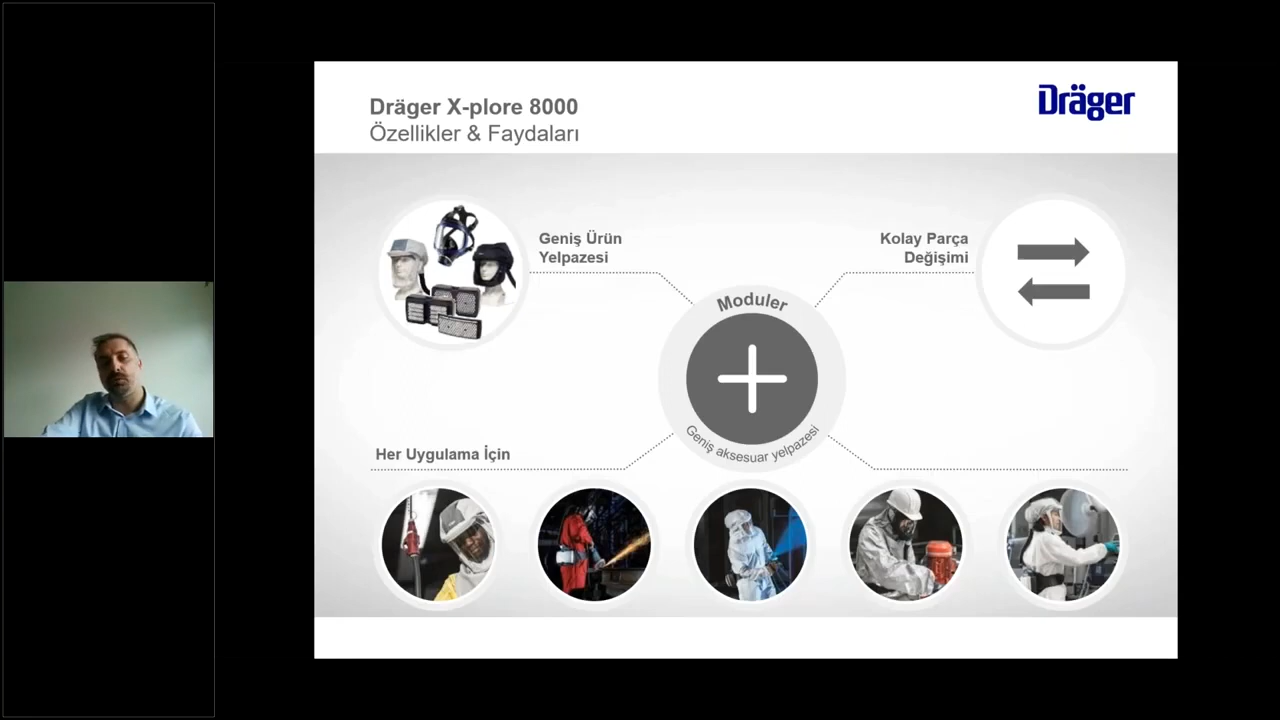 Dräger X-plore 8000
Özellikler & Faydaları
Dräger
Geniş Ürün
Yelpazesi
Kolay Parça
Değişimi
Moduler
Geniş aksesuar yelpazesi
Her Uygulama İçin